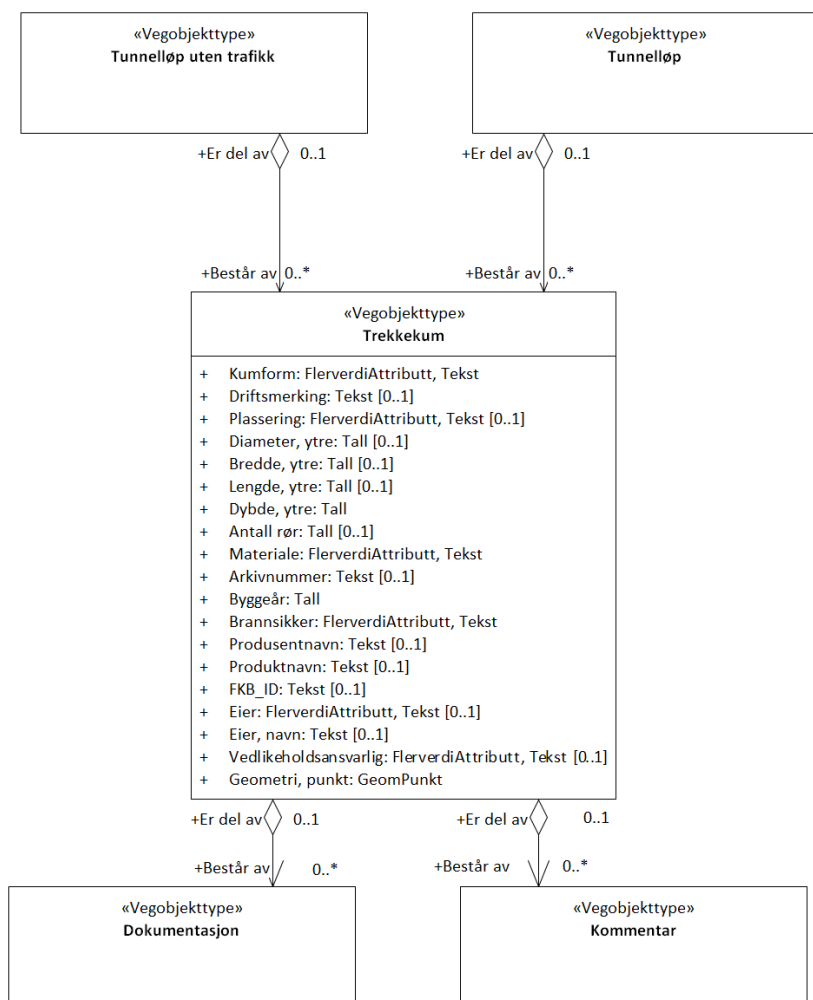 «Vegobjekttype»
Tunnelløp uten trafikk
«Vegobjekttype»
Tunnelløp
+Er del av 0..1
+Er del av 0..1
+Består av 0..*
+Består av 0..*
«Vegobjekttype»
Trekkekum
+ Kumform: FlerverdiAttributt, Tekst
+ Driftsmerking: Tekst [0..1]
+ Plassering: FlerverdiAttributt, Tekst [0..1]
+ Diameter, ytre: Tall [0..1]
+ Bredde, ytre: Tall [0..1]
+ Lengde, ytre: Tall [0..1]
+ Dybde, ytre: Tall
+ Antall rør: Tall [0..1]
+ Materiale: FlerverdiAttributt, Tekst
+ Arkivnummer: Tekst [0..1]
+ Byggeår: Tall
+ Brannsikker: FlerverdiAttributt, Tekst
+ Produsentnavn: Tekst [0..1]
+ Produktnavn: Tekst [0..1]
+ FKB_ID: Tekst [0..1]
+ Eier: FlerverdiAttributt, Tekst [0..1]
+ Eier, navn: Tekst [0..1]
+ Vedlikeholdsansvarlig: FlerverdiAttributt, Tekst [0..1]
+ Geometri, punkt: GeomPunkt
+Er del av 0..1
+Er del av 0..1
+Består av 0..*
+Består av 0..*
«Vegobjekttype»
Dokumentasjon
«Vegobjekttype»
Kommentar